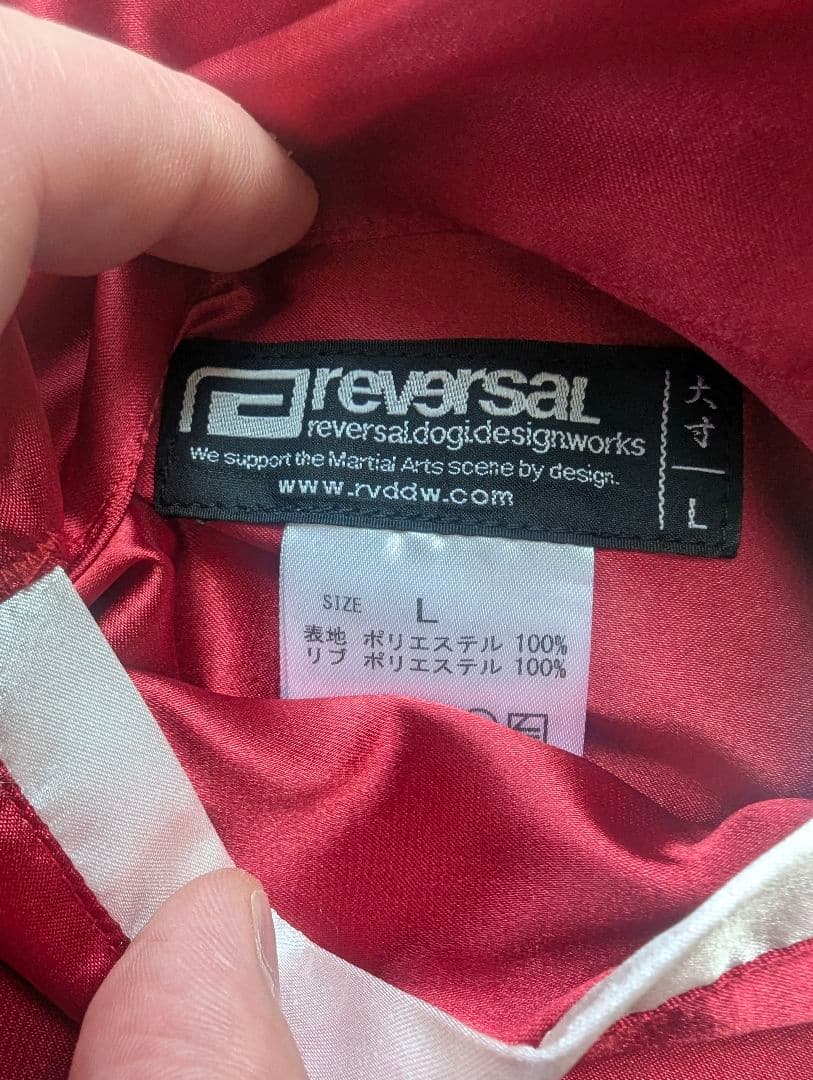 reversal
reversal.dogi.design.works
We support the Martial Arts scene by design.
www.rvddw.com
大寸
L
SIZE L
表地 ポリエステル 100%
リブ ポリエステル 100%